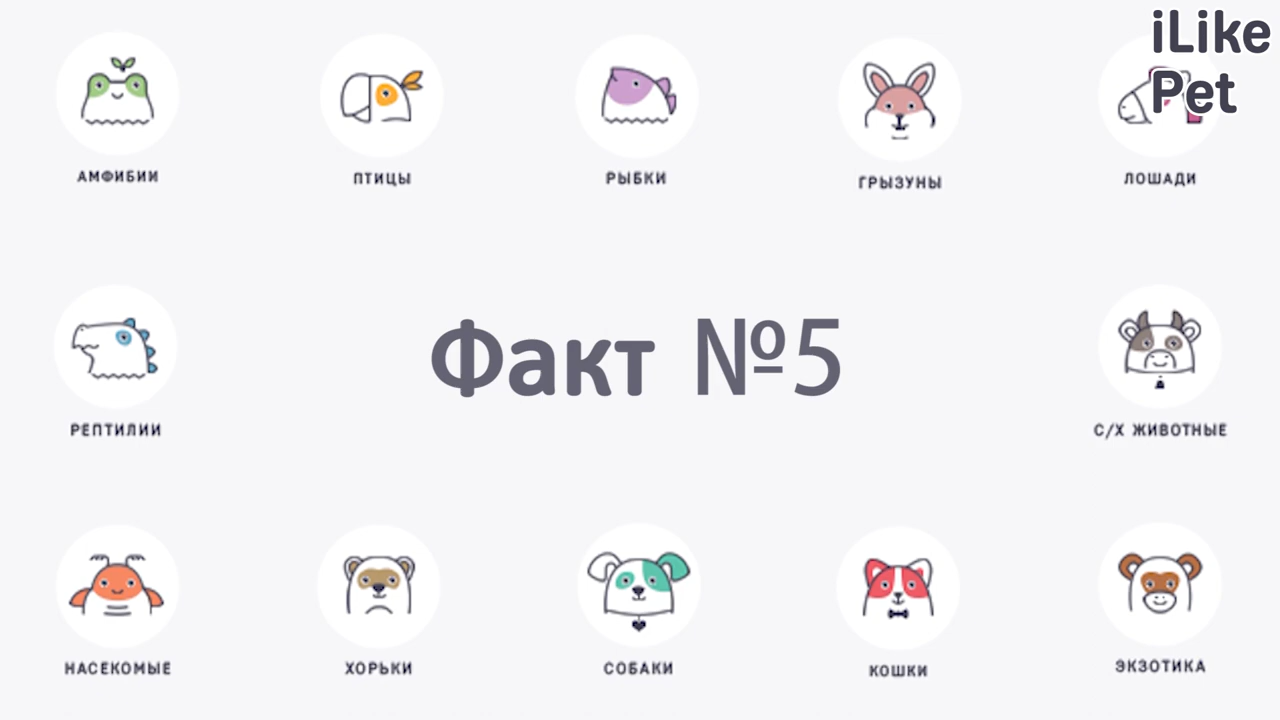 iLike
Pet
АМФИБИИ
ПТИЦЫ
РЫБКИ
ГРЫЗУНЫ
ЛОШАДИ
РЕПТИЛИИ
Факт №5
С/Х ЖИВОТНЫЕ
НАСЕКОМЫЕ
ХОРЬКИ
СОБАКИ
КОШКИ
ЭКЗОТИКА